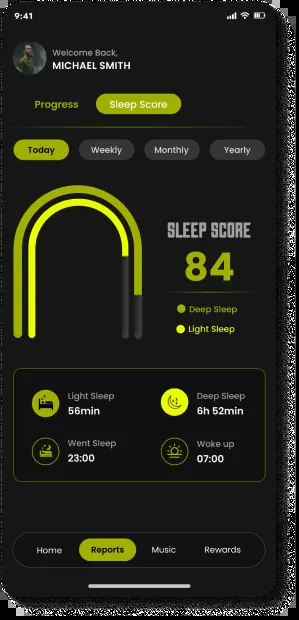 9:41
Welcome Back,
MICHAEL SMITH
Progress Sleep Score
Today Weekly Monthly Yearly
SLEEP SCORE
84
Deep Sleep
Light Sleep
Light Sleep Deep Sleep
56min 6h 52min
Went Sleep Woke up
23:00 07:00
Home Reports Music Rewards